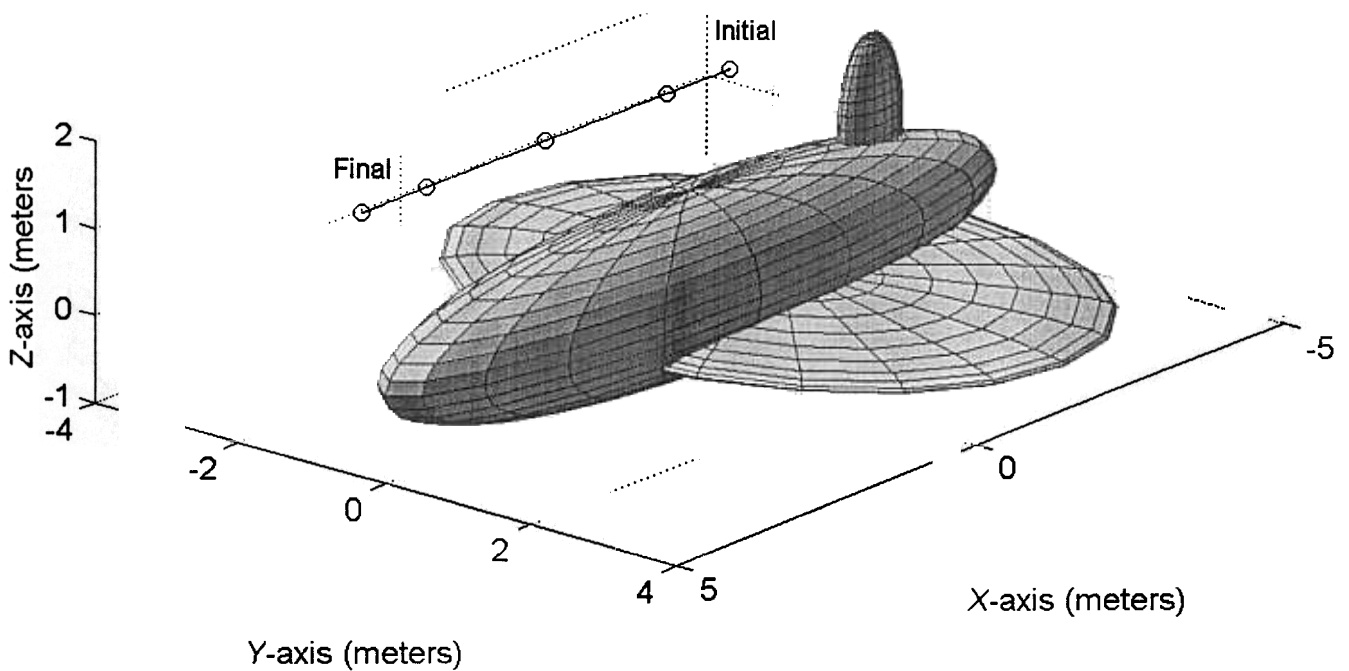 Initial
Final
2
1
0
-1
Z-axis (meters
-4
-2
0
2
4
Y-axis (meters)
5
0
-5
X-axis (meters)